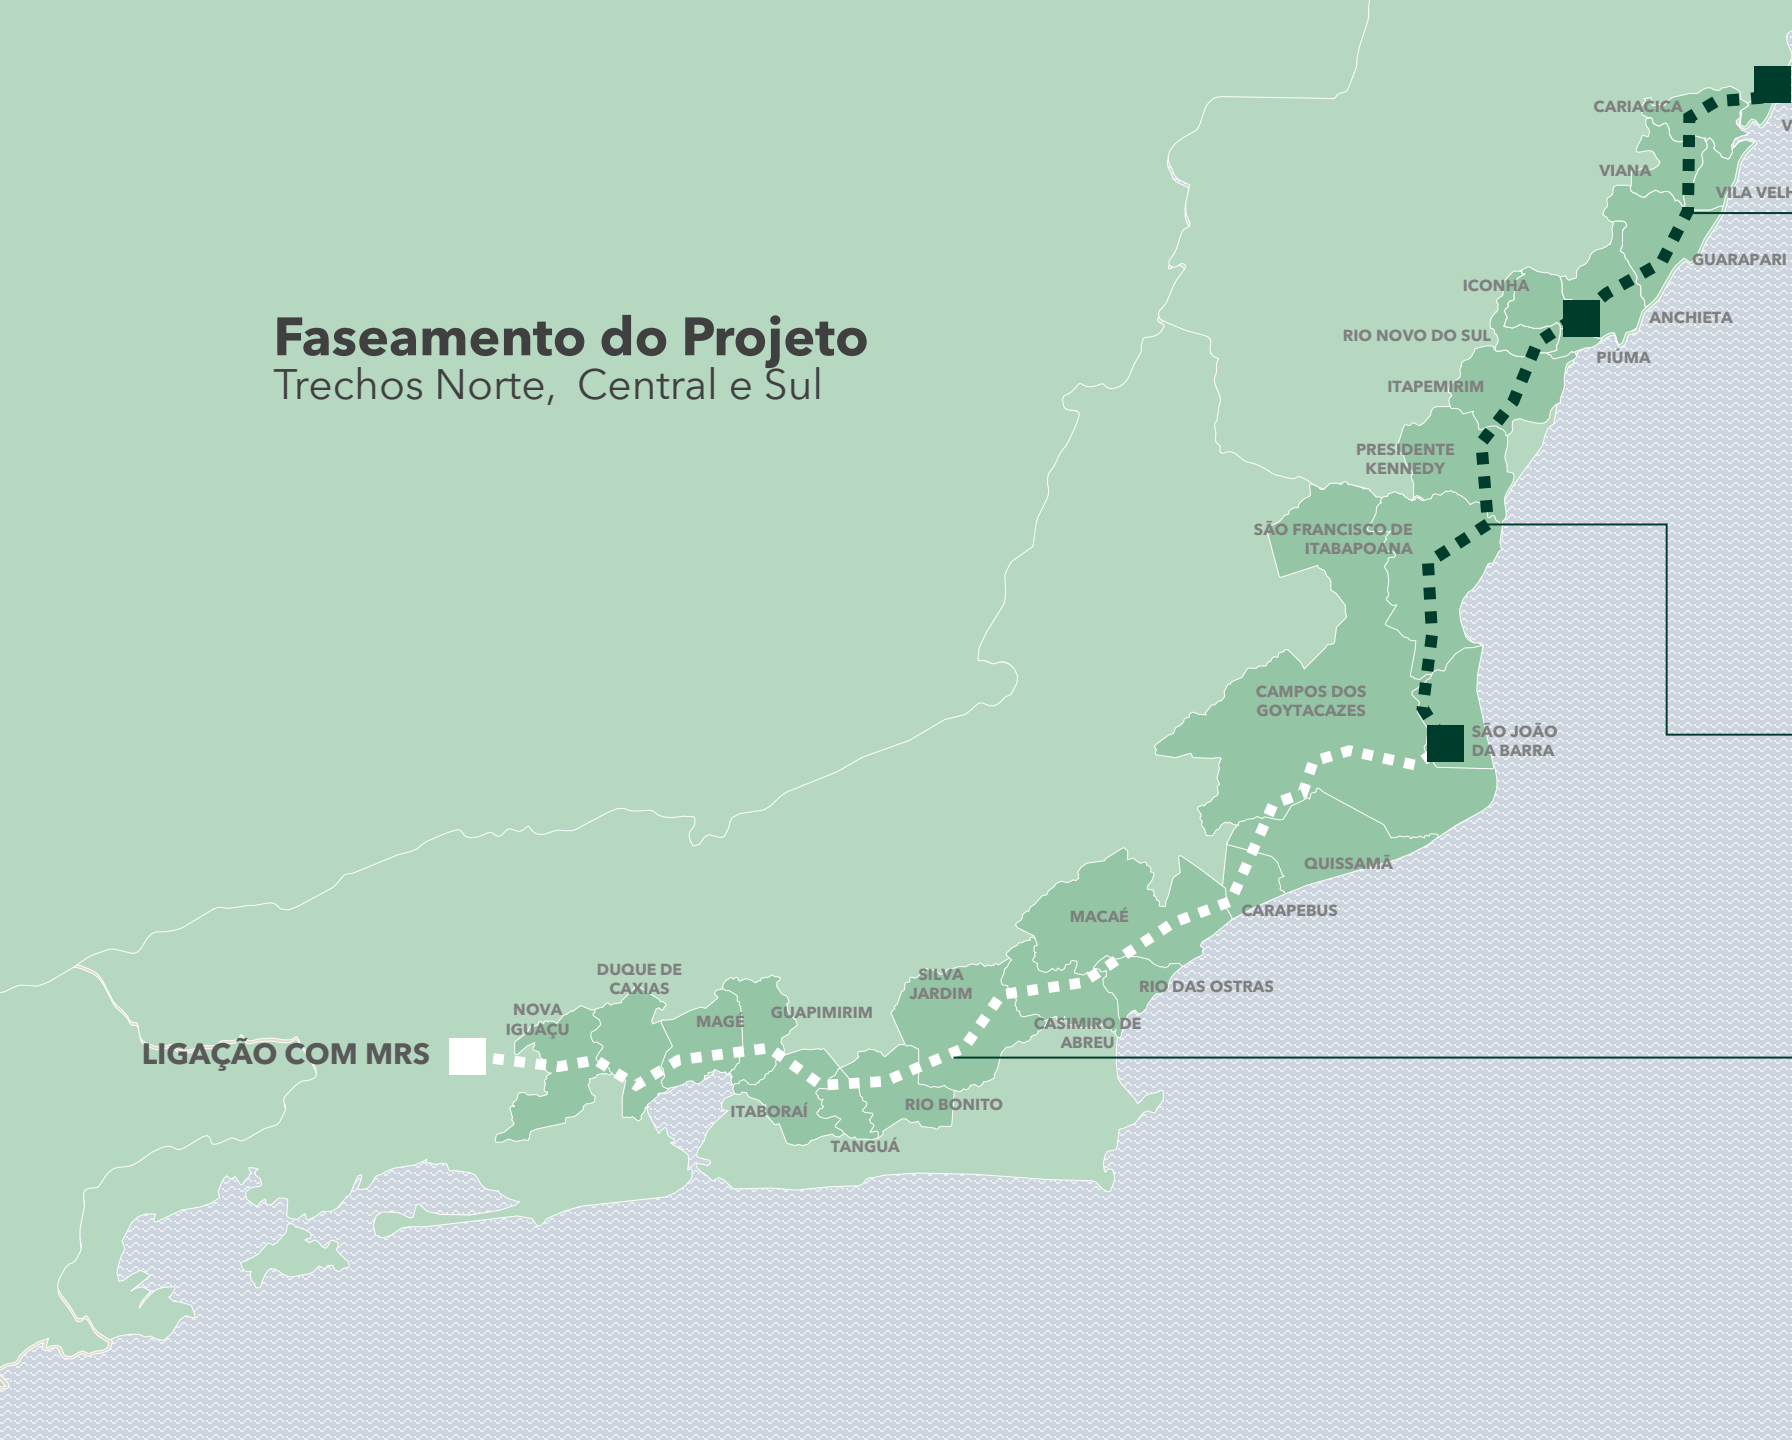 CARIACICA
V
VIANA
VILA VELH
GUARAPARI
ICONHA
ANCHIETA
RIO NOVO DO SUL
PIÚMA
Faseamento do Projeto
Trechos Norte, Central e Sul
ITAPEMIRIM
PRESIDENTE
KENNEDY
SÃO FRANCISCO DE
ITABAPOANA
CAMPOS DOS
GOYTACAZES
SÃO JOÃO
DA BARRA
QUISSAMÃ
CARAPEBUS
MACAÉ
RIO DAS OSTRAS
SILVA
JARDIM
CASIMIRO DE
ABREU
DUQUE DE
CAXIAS
NOVA
IGUAÇU
MAGÉ
GUAPIMIRIM
LIGAÇÃO COM MRS
ITABORAÍ
RIO BONITO
TANGUÁ